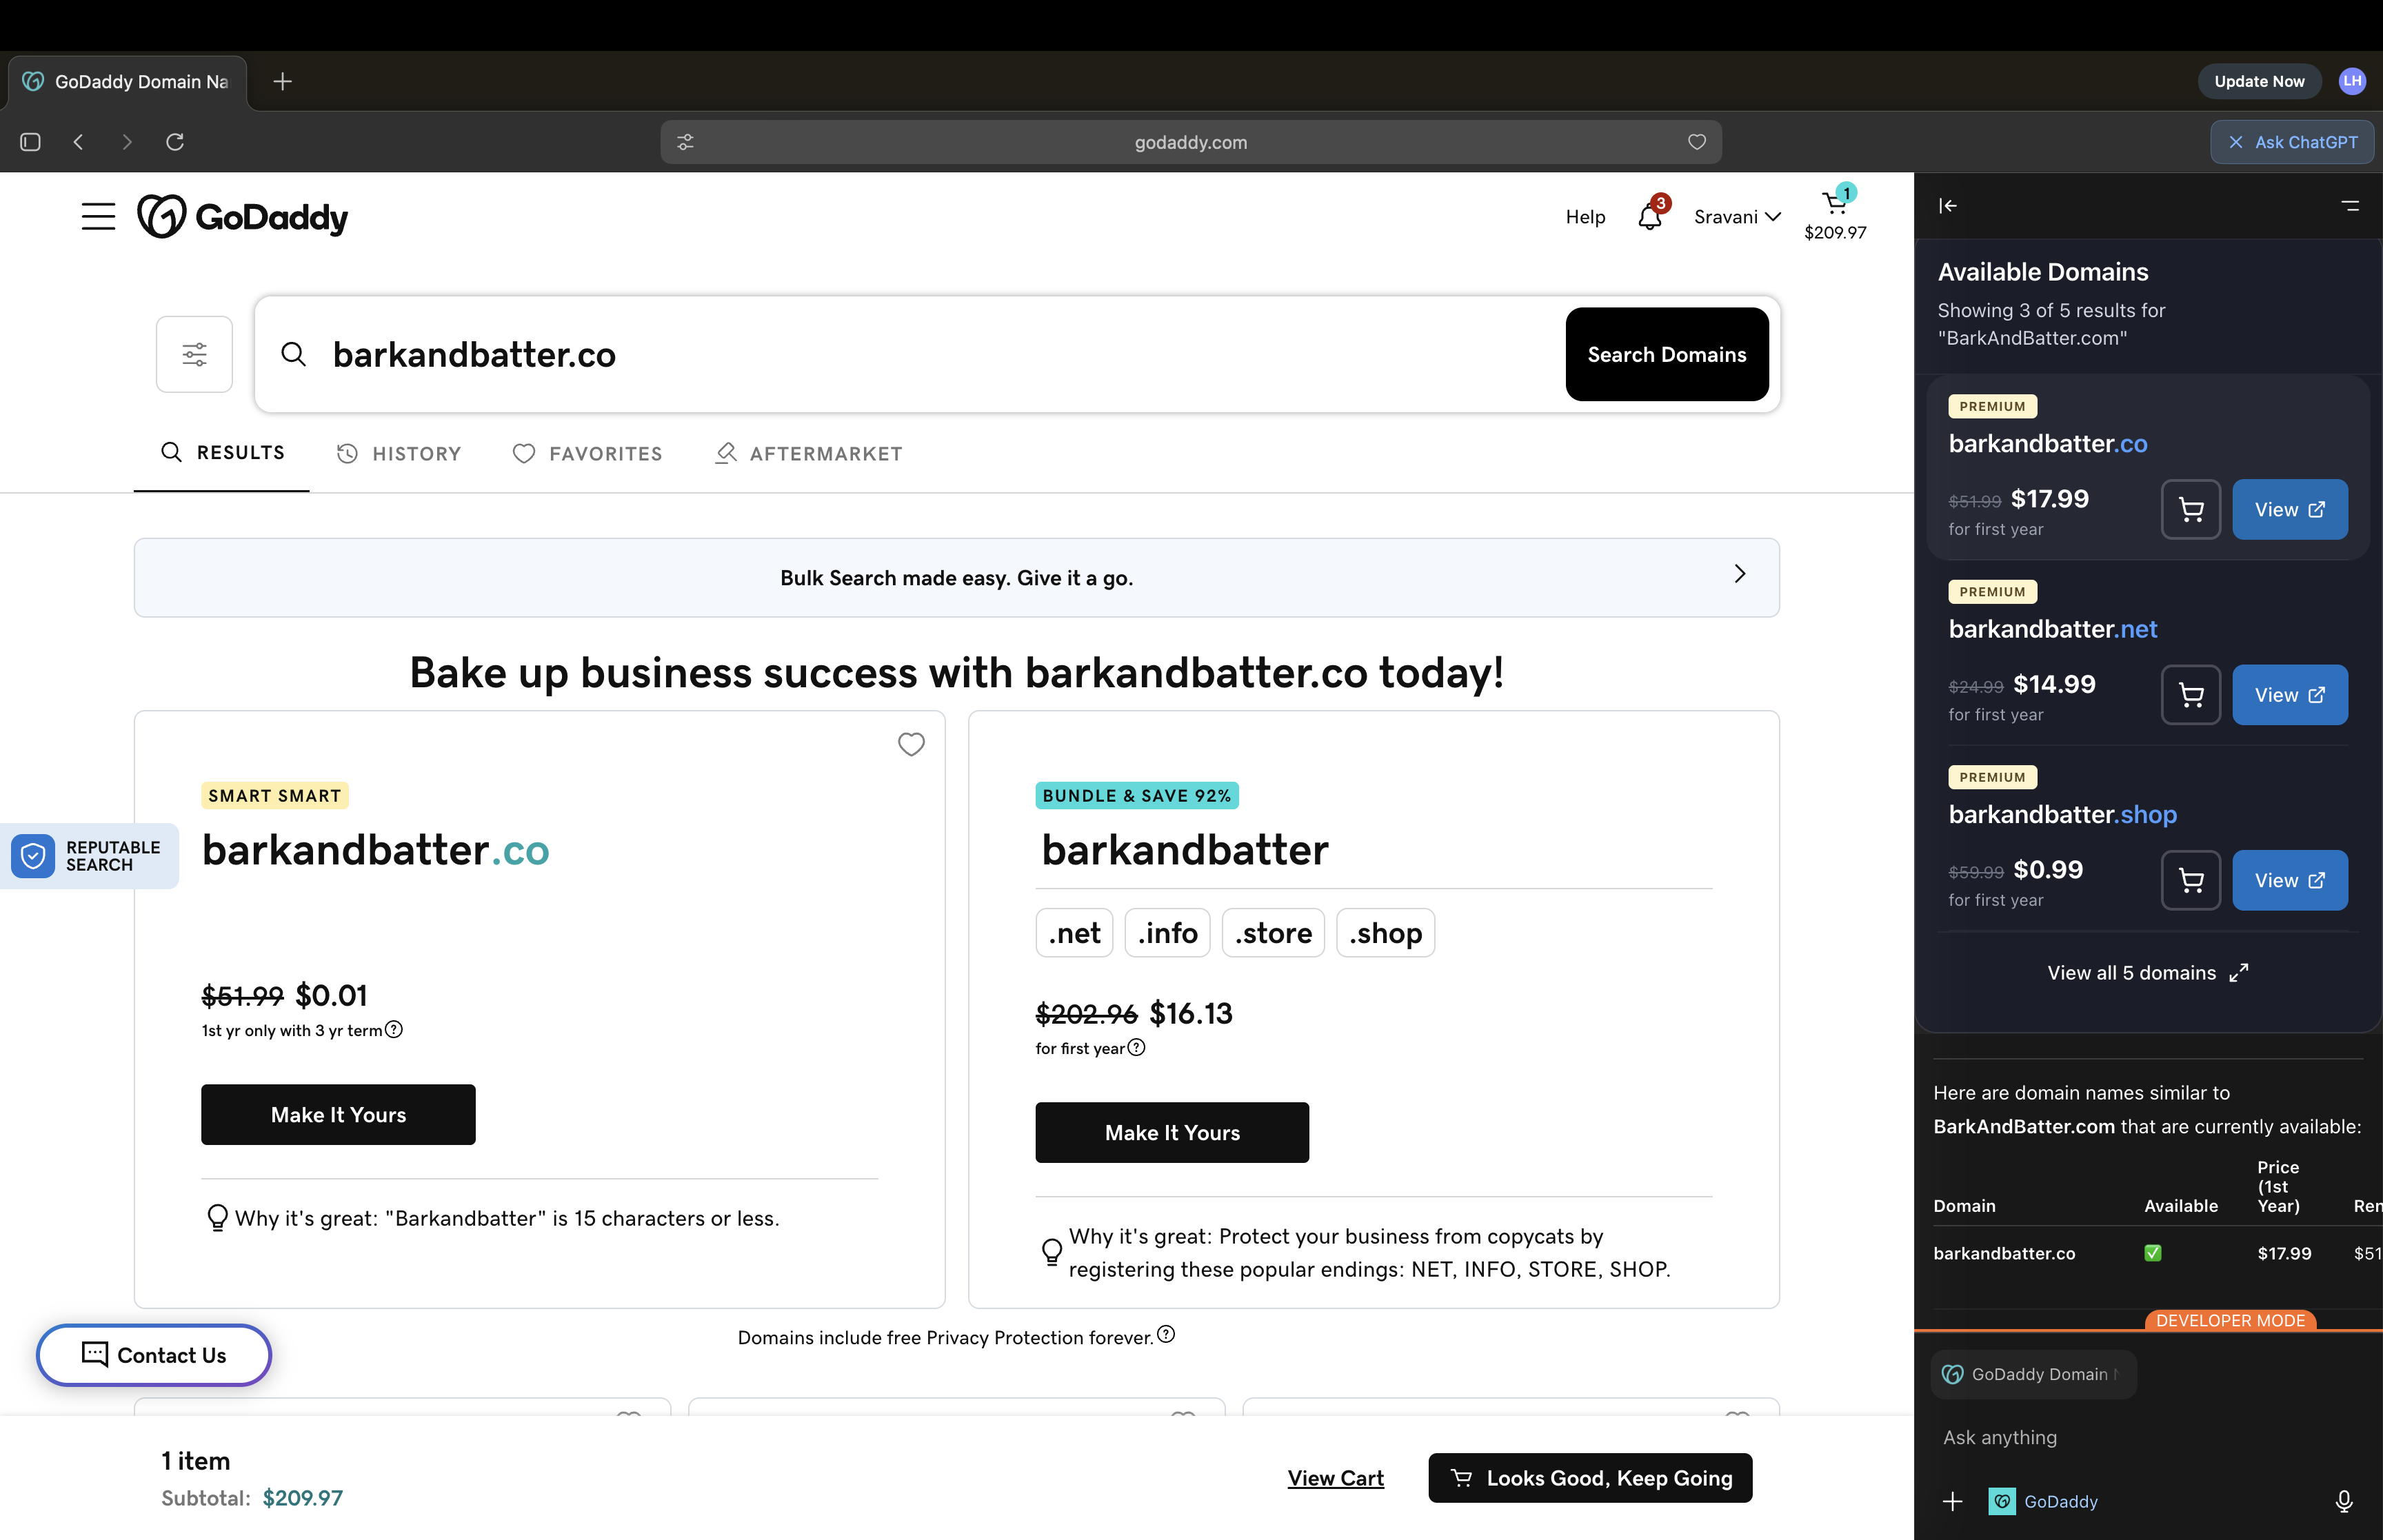 GoDaddy Domain Na
Update Now
LH
godaddy.com
Ask ChatGPT
GoDaddy
Help
3
Sravani
1
$209.97
barkandbatter.co
Search Domains
RESULTS
HISTORY
FAVORITES
AFTERMARKET
Bulk Search made easy. Give it a go.
Bake up business success with barkandbatter.co today!
SMART SMART
barkandbatter.co
$51.99 $0.01
1st yr only with 3 yr term
Make It Yours
Why it's great: "Barkandbatter" is 15 characters or less.
BUNDLE & SAVE 92%
barkandbatter
.net
.info
.store
.shop
$202.96 $16.13
for first year
Make It Yours
Why it's great: Protect your business from copycats by
registering these popular endings: NET, INFO, STORE, SHOP.
REPUTABLE
SEARCH
Domains include free Privacy Protection forever.
Contact Us
1 item
Subtotal: $209.97
View Cart
Looks Good, Keep Going
Available Domains
Showing 3 of 5 results for
"BarkAndBatter.com"
PREMIUM
barkandbatter.co
$51.99 $17.99
for first year
View
PREMIUM
barkandbatter.net
$24.99 $14.99
for first year
View
PREMIUM
barkandbatter.shop
$59.99 $0.99
for first year
View
View all 5 domains
Here are domain names similar to
BarkAndBatter.com that are currently available:
Domain
Available
Price
(1st
Year)
Ren
barkandbatter.co
$17.99
$51
DEVELOPER MODE
GoDaddy Domain
Ask anything
GoDaddy